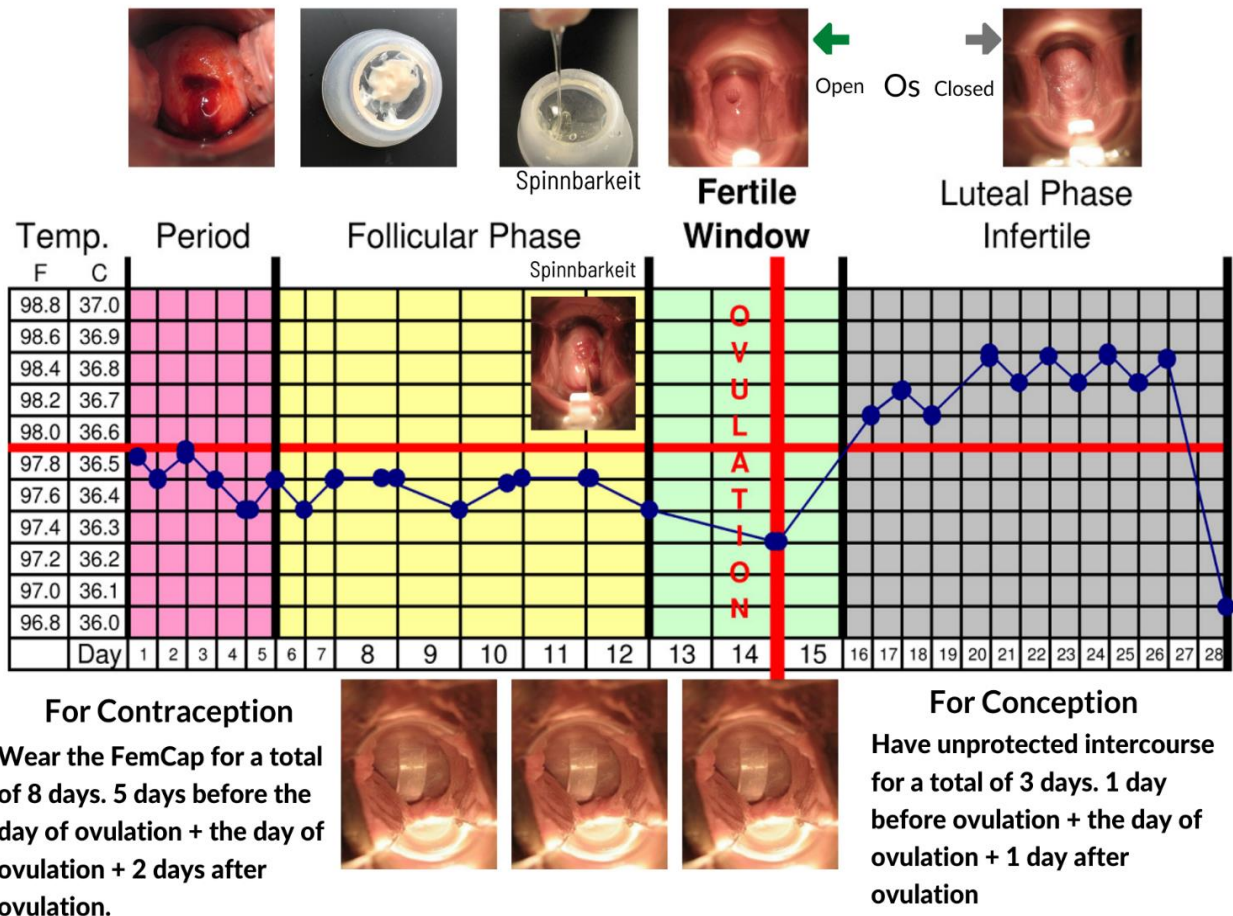 Open Os Closed
Spinnbarkeit
Fertile
Window
Luteal Phase
Infertile
Temp.
Period
Follicular Phase
F C
Spinnbarkeit
98.8 37.0
98.6 36.9
98.4 36.8
98.2 36.7
98.0 36.6
97.8 36.5
97.6 36.4
97.4 36.3
97.2 36.2
97.0 36.1
96.8 36.0
O
V
U
L
A
T
I
O
N
Day 1 2 3 4 5 6 7 8 9 10 11 12 13 14 15 16 17 18 19 20 21 22 23 24 25 26 27 28
For Contraception
Wear the FemCap for a total
of 8 days. 5 days before the
day of ovulation + the day of
ovulation + 2 days after
ovulation.
For Conception
Have unprotected intercourse
for a total of 3 days. 1 day
before ovulation + the day of
ovulation + 1 day after
ovulation